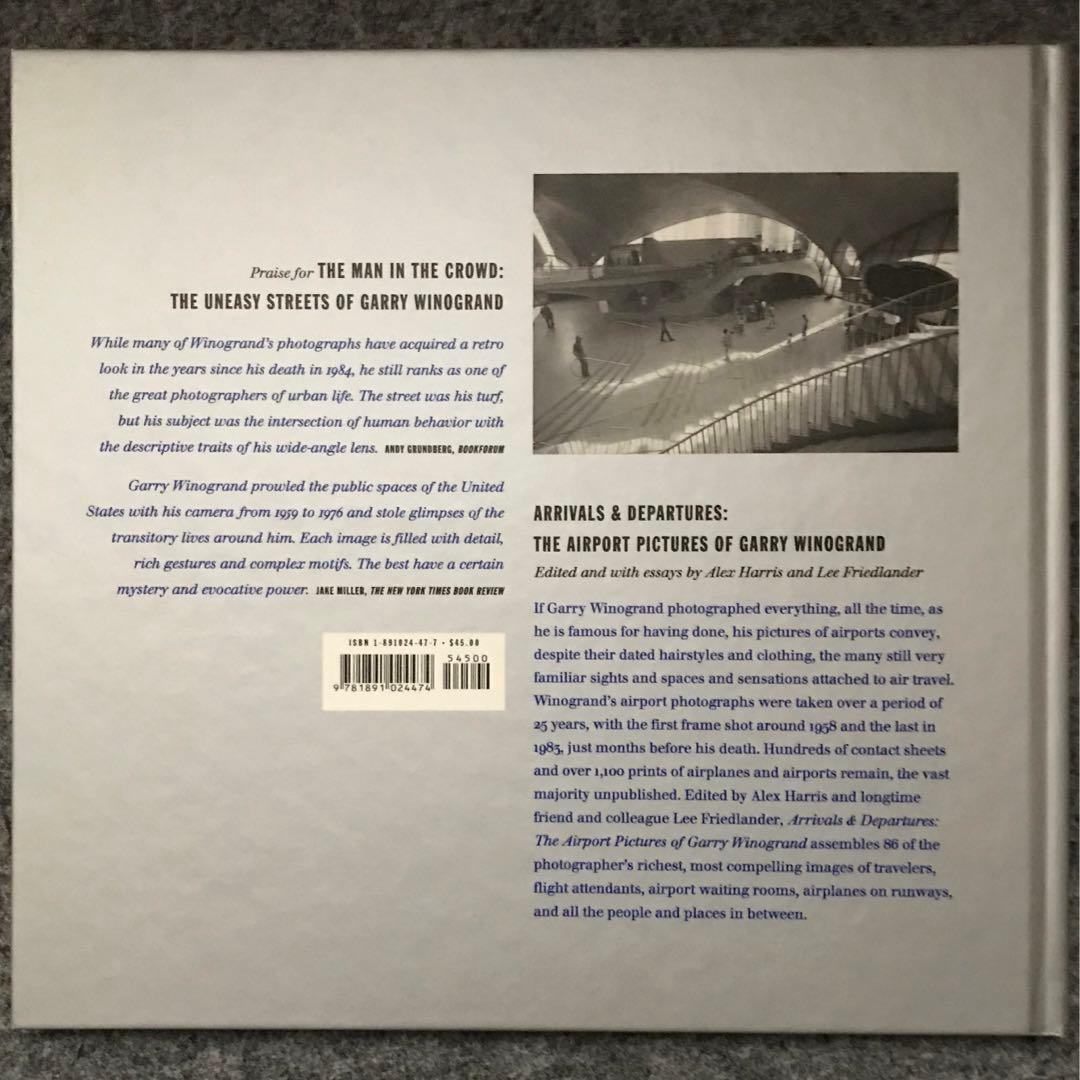 Praise for THE MAN IN THE CROWD:
THE UNEASY STREETS OF GARRY WINOGRAND
While many of Winogrand's photographs have acquired a retro
look in the years since his death in 1984, he still ranks as one of
the great photographers of urban life. The street was his turf,
but his subject was the intersection of human behavior with
the descriptive traits of his wide-angle lens. ANDY GRUNDBERG, BOOKFORUM
Garry Winogrand prowled the public spaces of the United
States with his camera from 1959 to 1976 and stole glimpses of the
transitory lives around him. Each image is filled with detail,
rich gestures and complex motifs. The best have a certain
mystery and evocative power. JAKE MILLER, THE NEW YORK TIMES BOOK REVIEW
ISBN 1-891024-47-7 • $45.00
54500
9 781891 024474
ARRIVALS & DEPARTURES:
THE AIRPORT PICTURES OF GARRY WINOGRAND
Edited and with essays by Alex Harris and Lee Friedlander
If Garry Winogrand photographed everything, all the time, as
he is famous for having done, his pictures of airports convey,
despite their dated hairstyles and clothing, the many still very
familiar sights and spaces and sensations attached to air travel.
Winogrand's airport photographs were taken over a period of
25 years, with the first frame shot around 1958 and the last in
1983, just months before his death. Hundreds of contact sheets
and over 1,100 prints of airplanes and airports remain, the vast
majority unpublished. Edited by Alex Harris and longtime
friend and colleague Lee Friedlander, Arrivals & Departures:
The Airport Pictures of Garry Winogrand assembles 86 of the
photographer's richest, most compelling images of travelers,
flight attendants, airport waiting rooms, airplanes on runways,
and all the people and places in between.